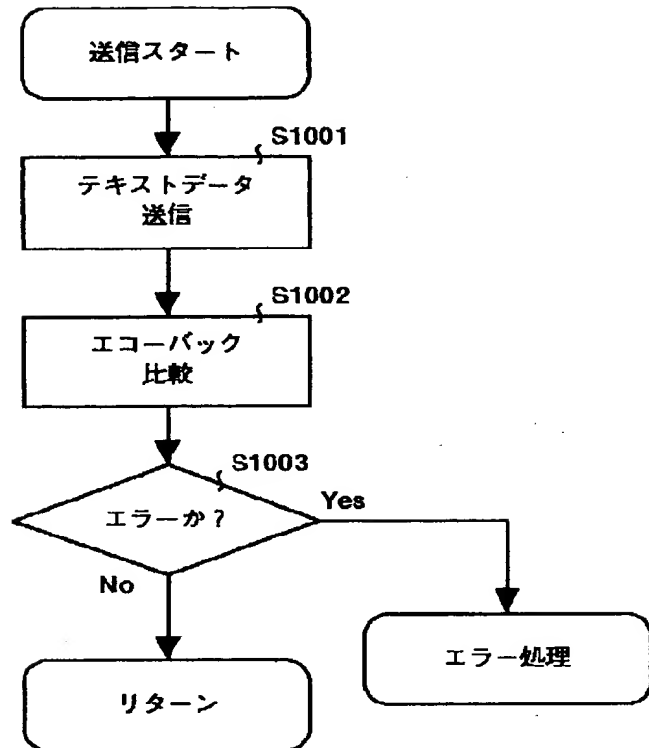 送信スタート
S1001
テキストデータ
送信
S1002
エコーバック
比較
S1003
エラーか？
Yes
No
エラー処理
リターン